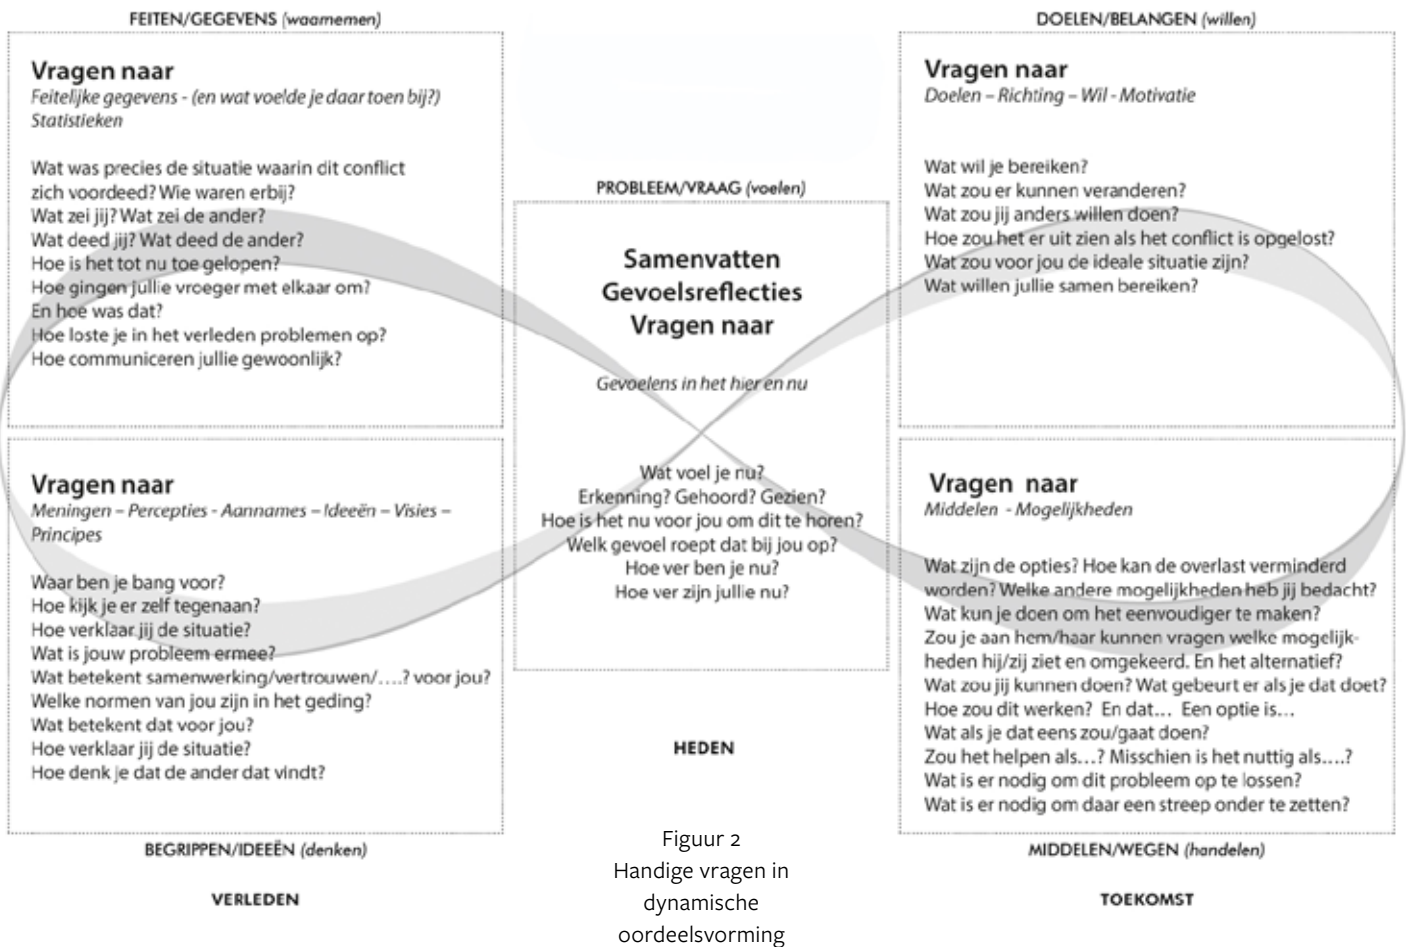 FEITEN/GEGEVENS (waarnemen)
Vragen naar
Feitelijke gegevens - (en wat voelde je daar toen bij?)
Statistieken
Wat was precies de situatie waarin dit conflict
zich voordeed? Wie waren erbij?
Wat zei jij? Wat zei de ander?
Wat deed jij? Wat deed de ander?
Hoe is het tot nu toe gelopen?
Hoe gingen jullie vroeger met elkaar om?
En hoe was dat?
Hoe loste je in het verleden problemen op?
Hoe communiceren jullie gewoonlijk?
Vragen naar
Meningen – Percepties - Aannames – Ideeën – Visies –
Principes
Waar ben je bang voor?
Hoe kijk je er zelf tegenaan?
Hoe verklaar jij de situatie?
Wat is jouw probleem ermee?
Wat betekent samenwerking/vertrouwen/….? voor jou?
Welke normen van jou zijn in het geding?
Wat betekent dat voor jou?
Hoe verklaar jij de situatie?
Hoe denk je dat de ander dat vindt?
BEGRIPPEN/IDEEËN (denken)
VERLEDEN
PROBLEEM/VRAAG (voelen)
Samenvatten
Gevoelsreflecties
Vragen naar
Gevoelens in het hier en nu
Wat voel je nu?
Erkenning? Gehoord? Gezien?
Hoe is het nu voor jou om dit te horen?
Welk gevoel roept dat bij jou op?
Hoe ver ben je nu?
Hoe ver zijn jullie nu?
HEDEN
Figuur 2
Handige vragen in
dynamische
oordeelsvorming
DOELEN/BELANGEN (willen)
Vragen naar
Doelen – Richting – Wil - Motivatie
Wat wil je bereiken?
Wat zou er kunnen veranderen?
Wat zou jij anders willen doen?
Hoe zou het er uit zien als het conflict is opgelost?
Wat zou voor jou de ideale situatie zijn?
Wat willen jullie samen bereiken?
Vragen naar
Middelen - Mogelijkheden
Wat zijn de opties? Hoe kan de overlast verminderd
worden? Welke andere mogelijkheden heb jij bedacht?
Wat kun je doen om het eenvoudiger te maken?
Zou je aan hem/haar kunnen vragen welke mogelijk-
heden hij/zij ziet en omgekeerd. En het alternatief?
Wat zou jij kunnen doen? Wat gebeurt er als je dat doet?
Hoe zou dit werken? En dat… Een optie is…
Wat als je dat eens zou/gaat doen?
Zou het helpen als…? Misschien is het nuttig als….?
Wat is er nodig om dit probleem op te lossen?
Wat is er nodig om daar een streep onder te zetten?
MIDDELEN/WEGEN (handelen)
TOEKOMST